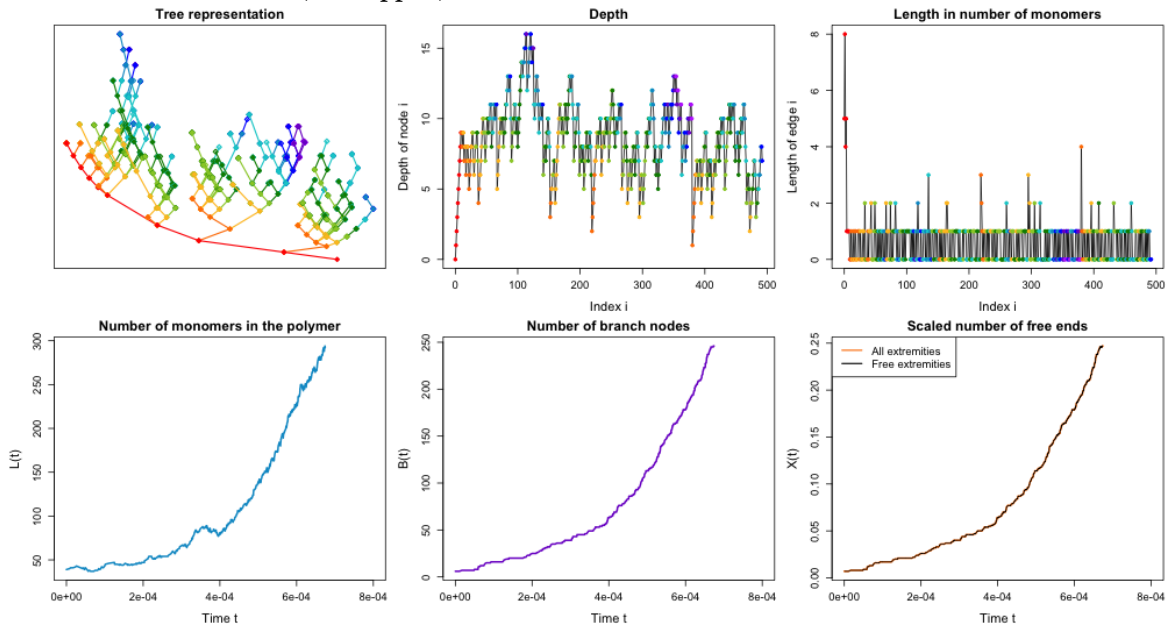 Tree representation
Depth
Depth of node i
15
10
5
0
0 100 200 300 400 500
Index i
Length in number of monomers
Length of edge i
8
6
4
2
0
0 100 200 300 400 500
Index i
Number of monomers in the polymer
L(t)
300
250
200
150
100
50
0e+00 2e-04 4e-04 6e-04 8e-04
Time t
Number of branch nodes
B(t)
250
200
150
100
50
0
0e+00 2e-04 4e-04 6e-04 8e-04
Time t
Scaled number of free ends
All extremities
Free extremities
X(t)
0.25
0.20
0.15
0.10
0.05
0.00
0e+00 2e-04 4e-04 6e-04 8e-04
Time t